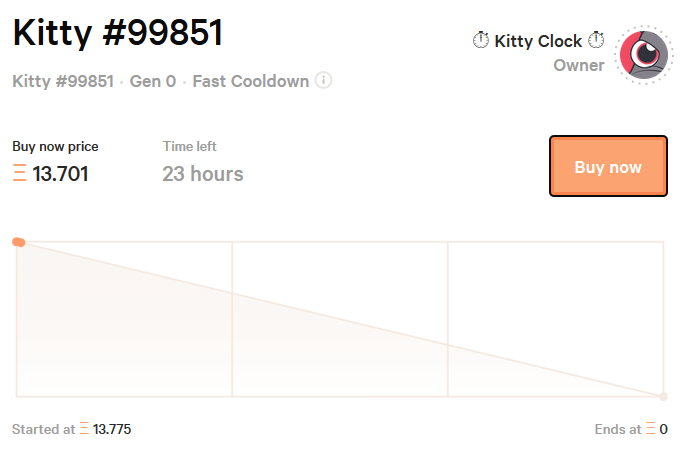 Kitty #99851
⏱ Kitty Clock ⏱
Owner
Kitty #99851 · Gen 0 · Fast Cooldown
Buy now price
Time left
Ξ 13.701
23 hours
Buy now
Started at Ξ 13.775
Ends at Ξ 0